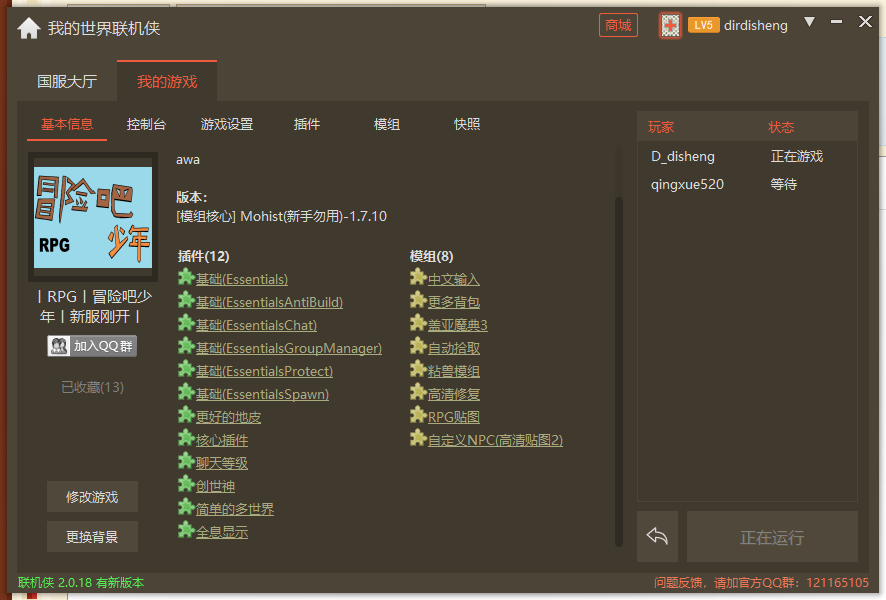 我的世界联机侠
商城
LV5 dirdisheng
国服大厅
我的游戏
基本信息
控制台
游戏设置
插件
模组
快照
冒险吧
RPG 少年
丨RPG丨冒险吧少
年丨新服刚开丨
加入QQ群
已收藏(13)
修改游戏
更换背景
awa
版本:
[模组核心] Mohist(新手勿用)-1.7.10
插件(12)
基础(Essentials)
基础(EssentialsAntiBuild)
基础(EssentialsChat)
基础(EssentialsGroupManager)
基础(EssentialsProtect)
基础(EssentialsSpawn)
更好的地皮
核心插件
聊天等级
创世神
简单的多世界
全息显示
模组(8)
中文输入
更多背包
盖亚魔典3
自动拾取
粘兽模组
高清修复
RPG贴图
自定义NPC(高清贴图2)
玩家 状态
D_disheng 正在游戏
qingxue520 等待
正在运行
联机侠 2.0.18 有新版本
问题反馈，请加官方QQ群：121165105